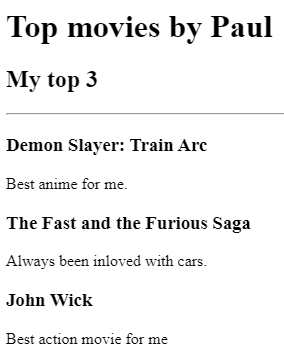 Top movies by Paul
My top 3
Demon Slayer: Train Arc
Best anime for me.
The Fast and the Furious Saga
Always been inloved with cars.
John Wick
Best action movie for me